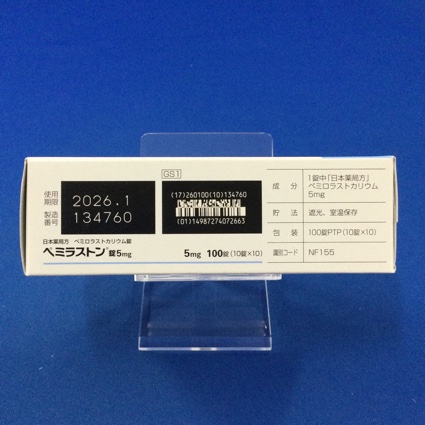 使用
期限
2026.1
製造
番号
134760
GS1
(17)260100(10)134760
(01)14987274072663
日本薬局方 ペミロラストカリウム錠
ペミラストン錠5mg
5mg 100錠(10錠×10)
成分
1錠中「日本薬局方」
ペミロラストカリウム
5mg
貯法
遮光、室温保存
包装
100錠PTP(10錠×10)
識別コード
NF155